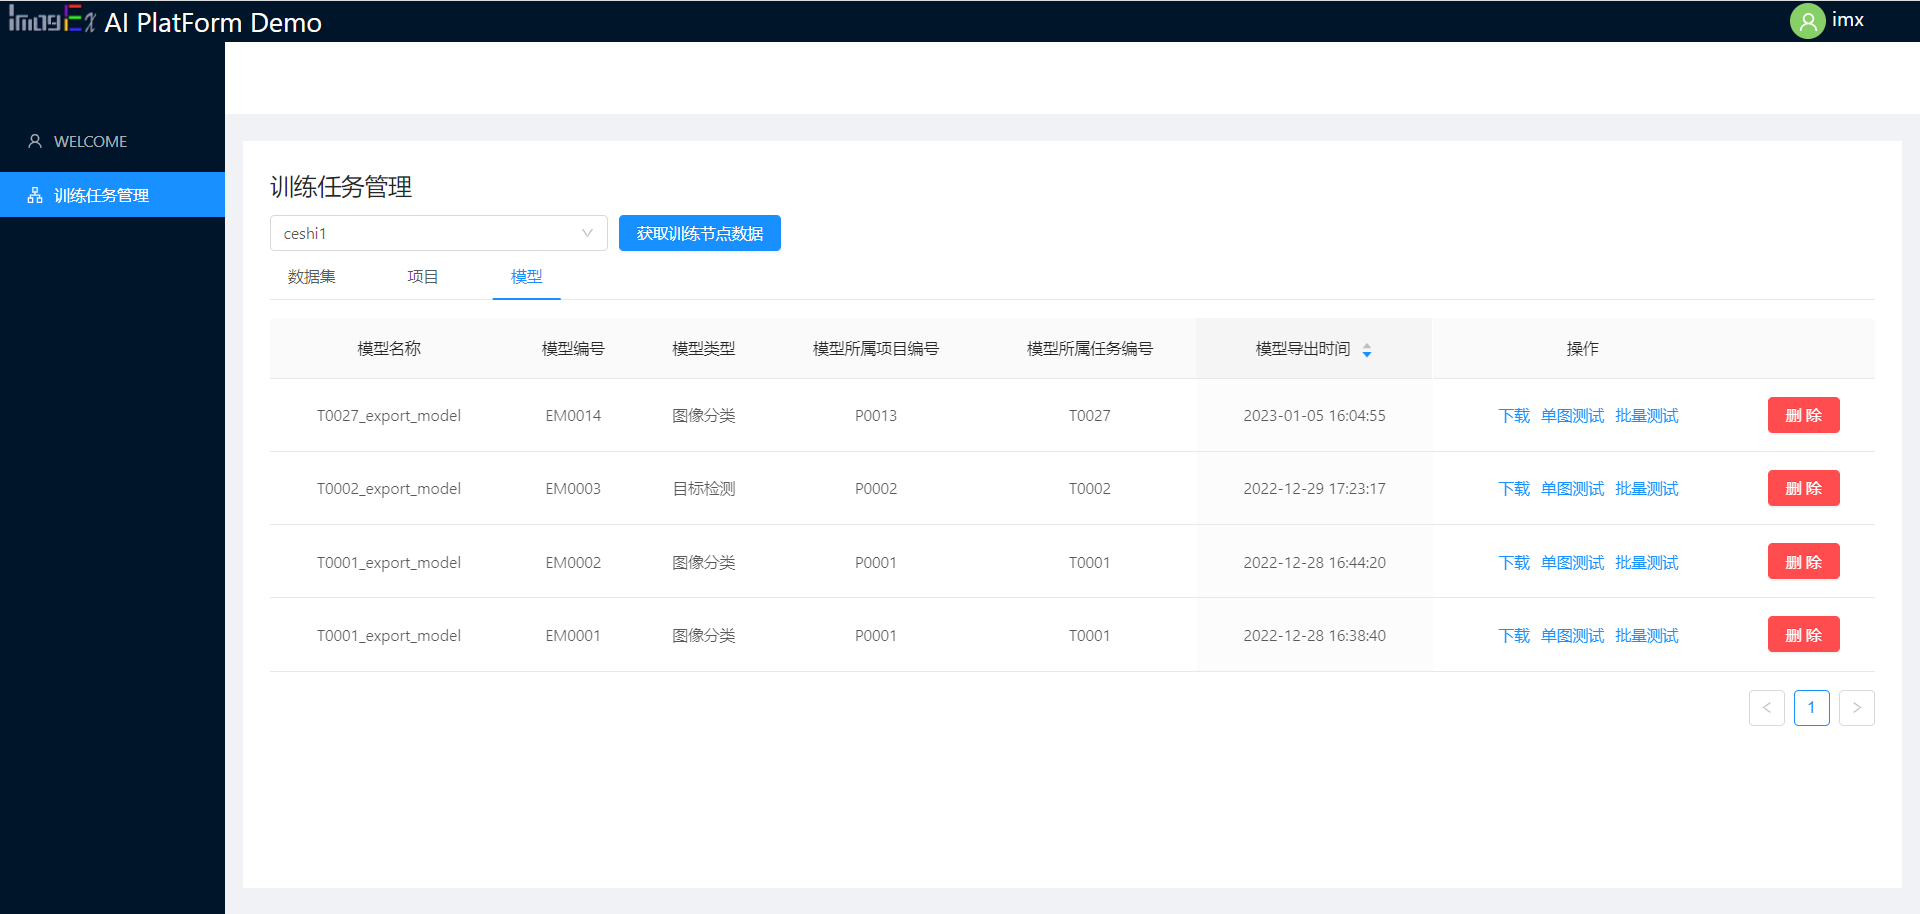 ImagEx AI PlatForm Demo
imx
WELCOME
训练任务管理
训练任务管理
ceshi1 获取训练节点数据
数据集 项目 模型
模型名称 模型编号 模型类型 模型所属项目编号 模型所属任务编号 模型导出时间 操作
T0027_export_model EM0014 图像分类 P0013 T0027 2023-01-05 16:04:55 下载 单图测试 批量测试 删 除
T0002_export_model EM0003 目标检测 P0002 T0002 2022-12-29 17:23:17 下载 单图测试 批量测试 删 除
T0001_export_model EM0002 图像分类 P0001 T0001 2022-12-28 16:44:20 下载 单图测试 批量测试 删 除
T0001_export_model EM0001 图像分类 P0001 T0001 2022-12-28 16:38:40 下载 单图测试 批量测试 删 除
< 1 >